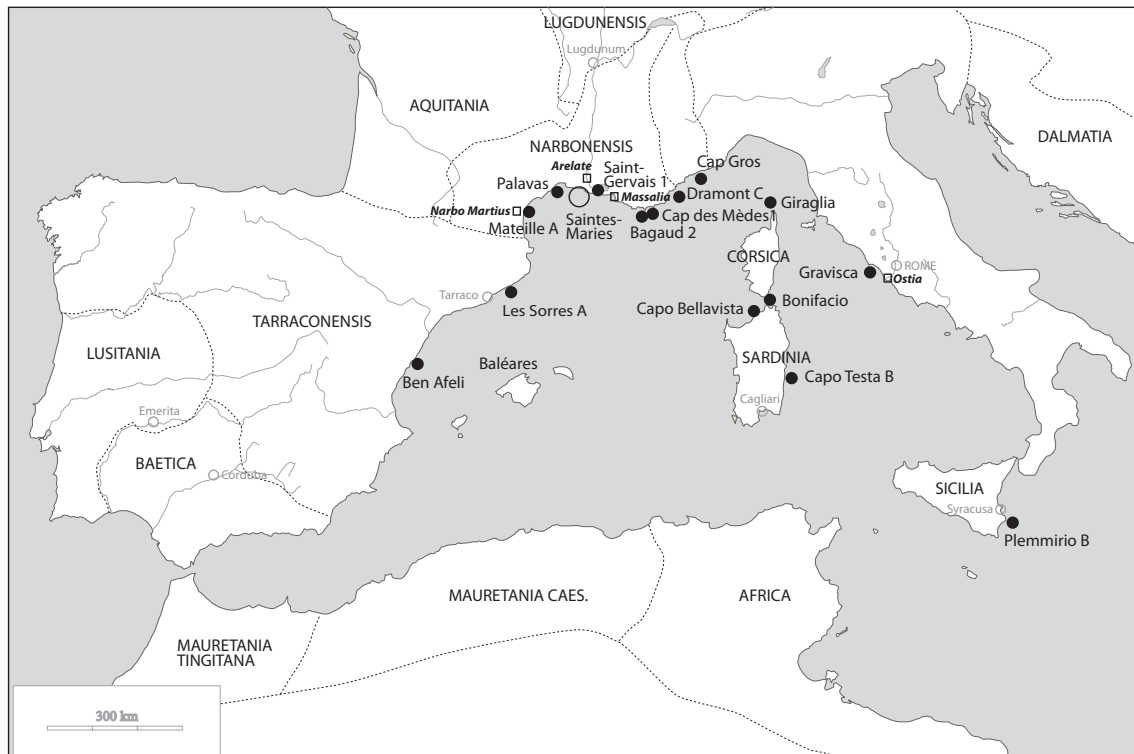 LUGDUNENSIS
Lugdunum
AQUITANIA
DALMATIA
NARBONENSIS
Arelate
Saint-
Gervais 1
Cap Gros
Palavas
Massalia
Dramont C
Giraglia
Narbo Martius
Saintes-
Maries
Cap des Mèdes1
Mateille A
Bagaud 2
CORSICA
ROME
Gravisca
Ostia
Tarraco
Les Sorres A
Capo Bellavista
Bonifacio
TARRACONENSIS
LUSITANIA
SARDINIA
Baléares
Ben Afeli
Capo Testa B
Cagliari
Emerita
BAETICA
Corduba
SICILIA
Syracusa
Plemmirio B
MAURETANIA CAES.
AFRICA
MAURETANIA
TINGITANA
300 km